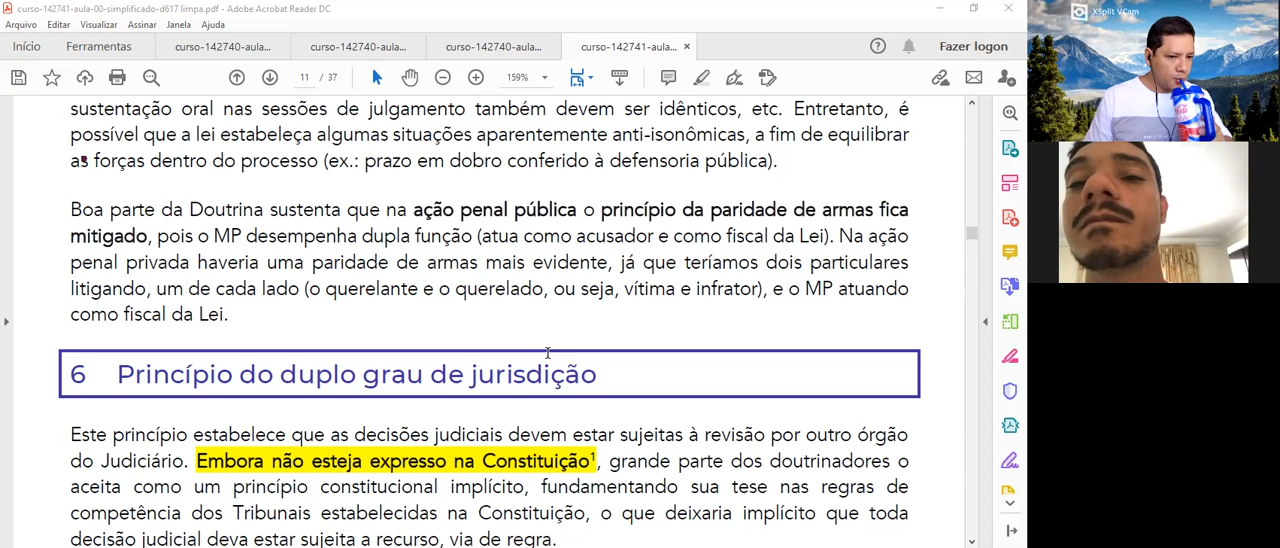 curso-142741-aula-00-simplificado-d617 limpa.pdf - Adobe Acrobat Reader DC
Arquivo Editar Visualizar Assinar Janela Ajuda
Início Ferramentas curso-142740-aula... curso-142740-aula... curso-142740-aula... curso-142741-aula... × Fazer logon
11 / 37 159%
sustentação oral nas sessões de julgamento também devem ser idênticos, etc. Entretanto, é
possível que a lei estabeleça algumas situações aparentemente anti-isonômicas, a fim de equilibrar
as forças dentro do processo (ex.: prazo em dobro conferido à defensoria pública).
Boa parte da Doutrina sustenta que na ação penal pública o princípio da paridade de armas fica
mitigado, pois o MP desempenha dupla função (atua como acusador e como fiscal da Lei). Na ação
penal privada haveria uma paridade de armas mais evidente, já que teríamos dois particulares
litigando, um de cada lado (o querelante e o querelado, ou seja, vítima e infrator), e o MP atuando
como fiscal da Lei.
6 Princípio do duplo grau de jurisdição
Este princípio estabelece que as decisões judiciais devem estar sujeitas à revisão por outro órgão
do Judiciário. Embora não esteja expresso na Constituição¹, grande parte dos doutrinadores o
aceita como um princípio constitucional implícito, fundamentando sua tese nas regras de
competência dos Tribunais estabelecidas na Constituição, o que deixaria implícito que toda
decisão judicial deva estar sujeita a recurso, via de regra.
XSplit VCam